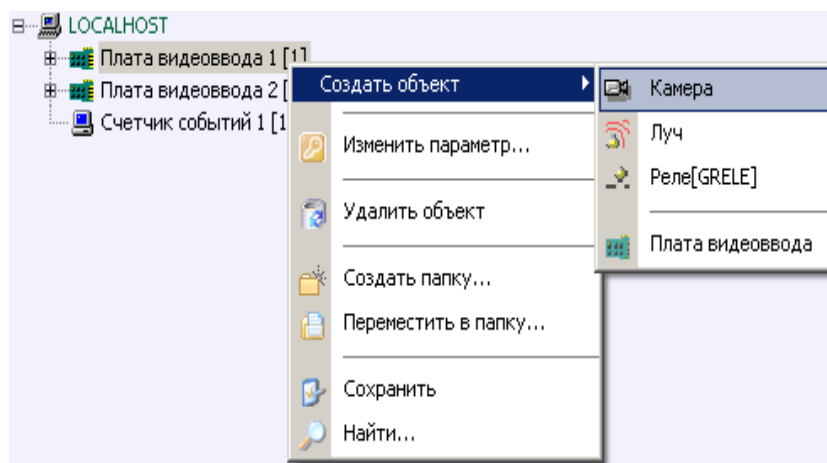 LOCALHOST
Плата видеоввода 1 [1]
Плата видеоввода 2 [
Счетчик событий 1 [1
Создать объект
Изменить параметр...
Удалить объект
Создать папку...
Переместить в папку...
Сохранить
Найти...
Камера
Луч
Реле[GRELE]
Плата видеоввода